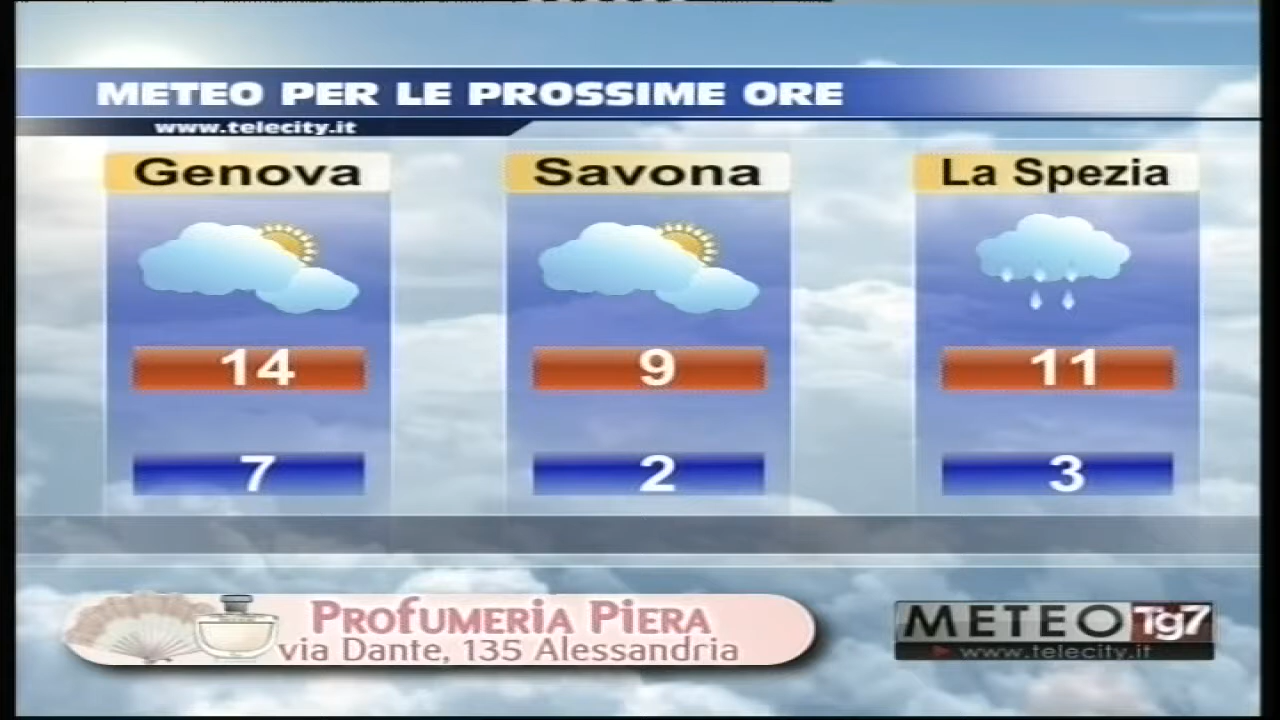 METEO PER LE PROSSIME ORE
www.telecity.it
Genova
Savona
La Spezia
14
9
11
7
2
3
PROFUMERIA PIERA
via Dante, 135 Alessandria
METEO Tg7
www.telecity.it